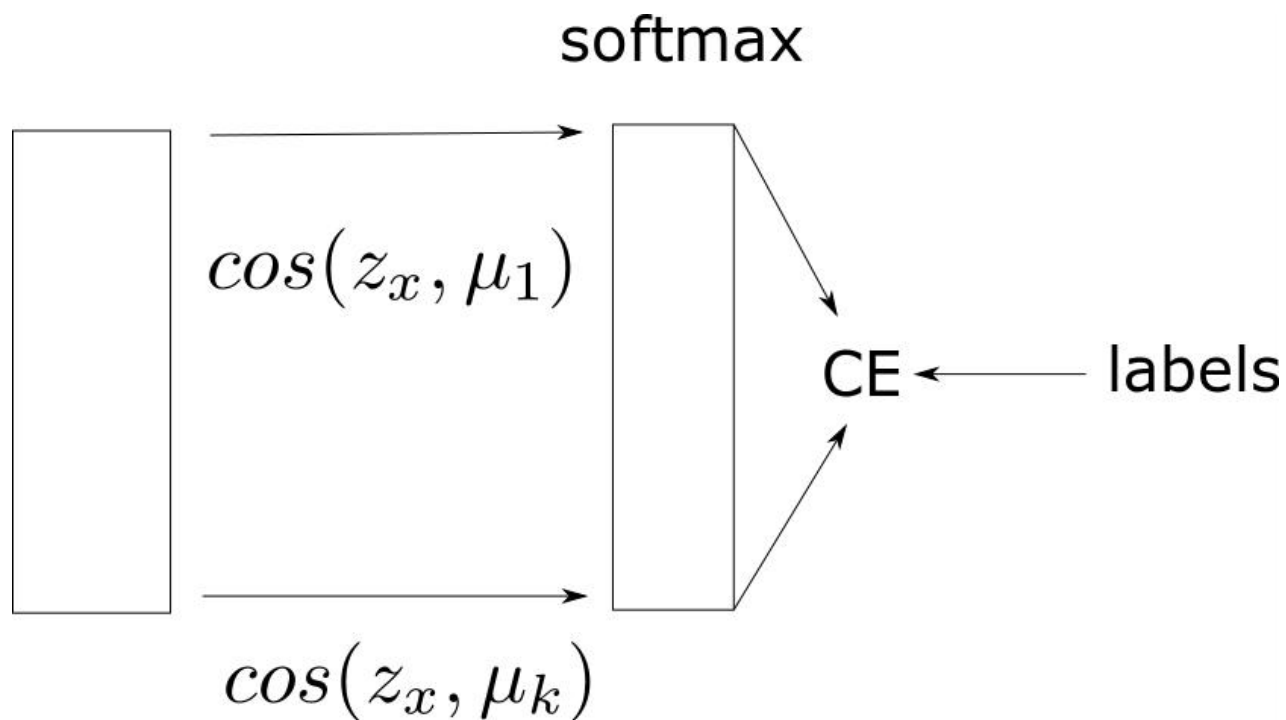 softmax
cos(z_x, μ_1)
CE
labels
cos(z_x, μ_k)